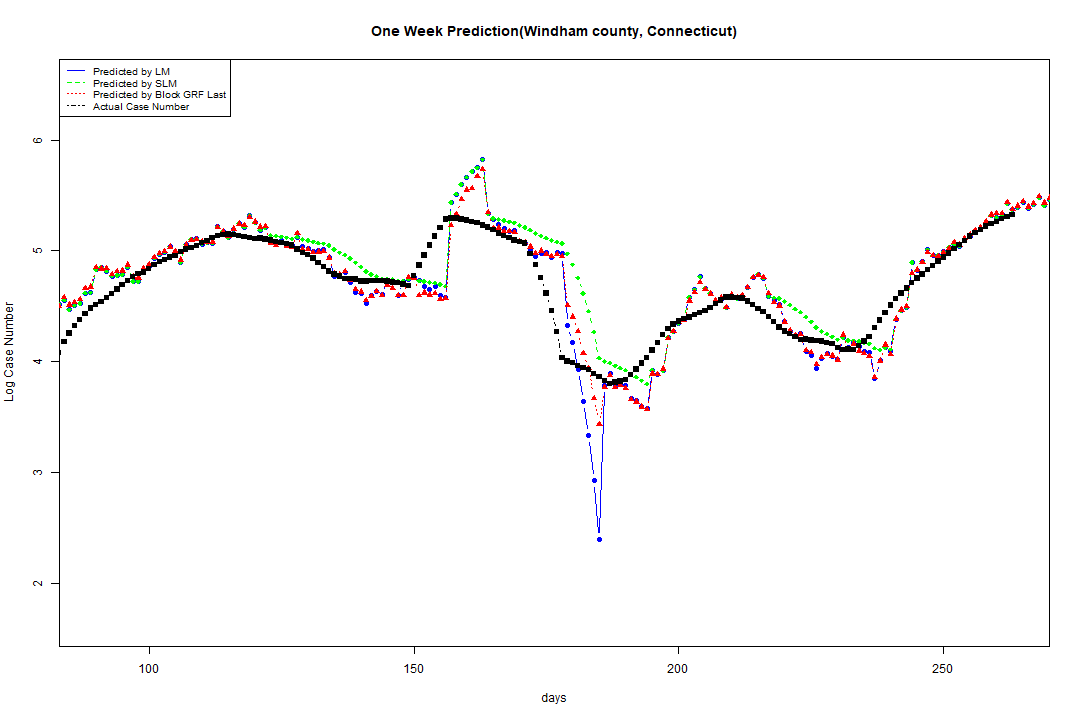 One Week Prediction(Windham county, Connecticut)
Predicted by LM
Predicted by SLM
Predicted by Block GRF Last
Actual Case Number
6
5
4
3
2
Log Case Number
100
150
200
250
days